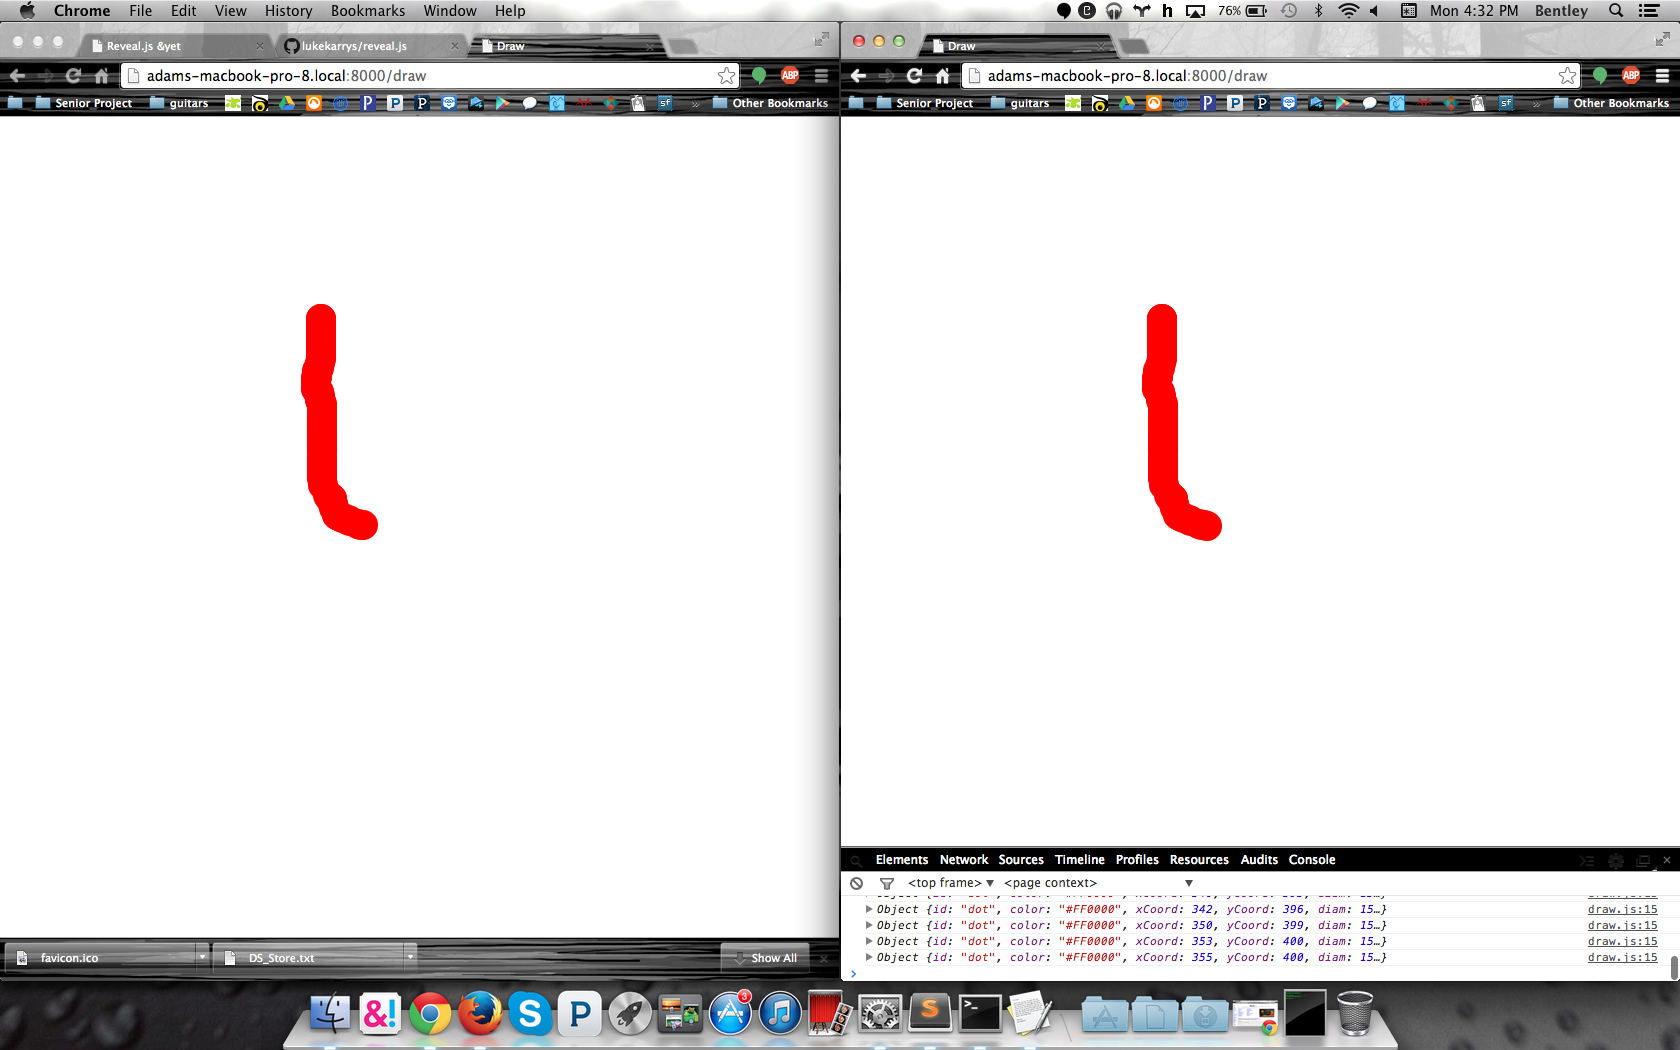 Chrome File Edit View History Bookmarks Window Help 76% Mon 4:32 PM Bentley
Reveal.js &yet lukekarrys/reveal.js Draw
adams-macbook-pro-8.local:8000/draw ABP
Senior Project guitars sf » Other Bookmarks
Draw
adams-macbook-pro-8.local:8000/draw ABP
Senior Project guitars sf » Other Bookmarks
Elements Network Sources Timeline Profiles Resources Audits Console
<top frame> <page context>
Object {id: "dot", color: "#FF0000", xCoord: 342, yCoord: 396, diam: 15…} draw.js:15
Object {id: "dot", color: "#FF0000", xCoord: 350, yCoord: 399, diam: 15…} draw.js:15
Object {id: "dot", color: "#FF0000", xCoord: 353, yCoord: 400, diam: 15…} draw.js:15
Object {id: "dot", color: "#FF0000", xCoord: 355, yCoord: 400, diam: 15…} draw.js:15
favicon.ico DS_Store.txt Show All
&! S P 3 S